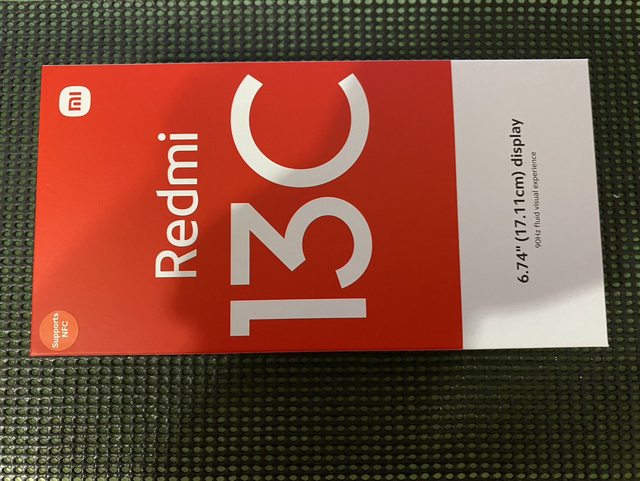 mi
Redmi
13C
Supports
NFC
6.74" (17.11cm) display
90Hz fluid visual experience